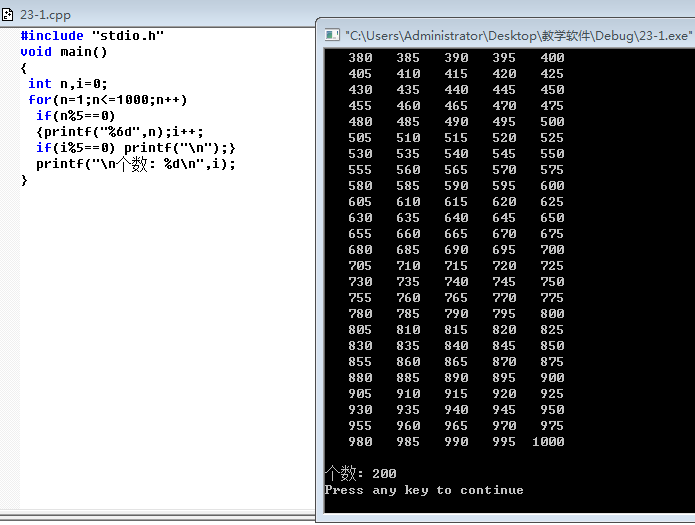 23-1.cpp
#include "stdio.h"
void main()
{
int n,i=0;
for(n=1;n<=1000;n++)
if(n%5==0)
{printf("%6d",n);i++;
if(i%5==0) printf("\n");}
printf("\n个数: %d\n",i);
}
"C:\Users\Administrator\Desktop\教学软件\Debug\23-1.exe"
380 385 390 395 400
405 410 415 420 425
430 435 440 445 450
455 460 465 470 475
480 485 490 495 500
505 510 515 520 525
530 535 540 545 550
555 560 565 570 575
580 585 590 595 600
605 610 615 620 625
630 635 640 645 650
655 660 665 670 675
680 685 690 695 700
705 710 715 720 725
730 735 740 745 750
755 760 765 770 775
780 785 790 795 800
805 810 815 820 825
830 835 840 845 850
855 860 865 870 875
880 885 890 895 900
905 910 915 920 925
930 935 940 945 950
955 960 965 970 975
980 985 990 995 1000
个数: 200
Press any key to continue